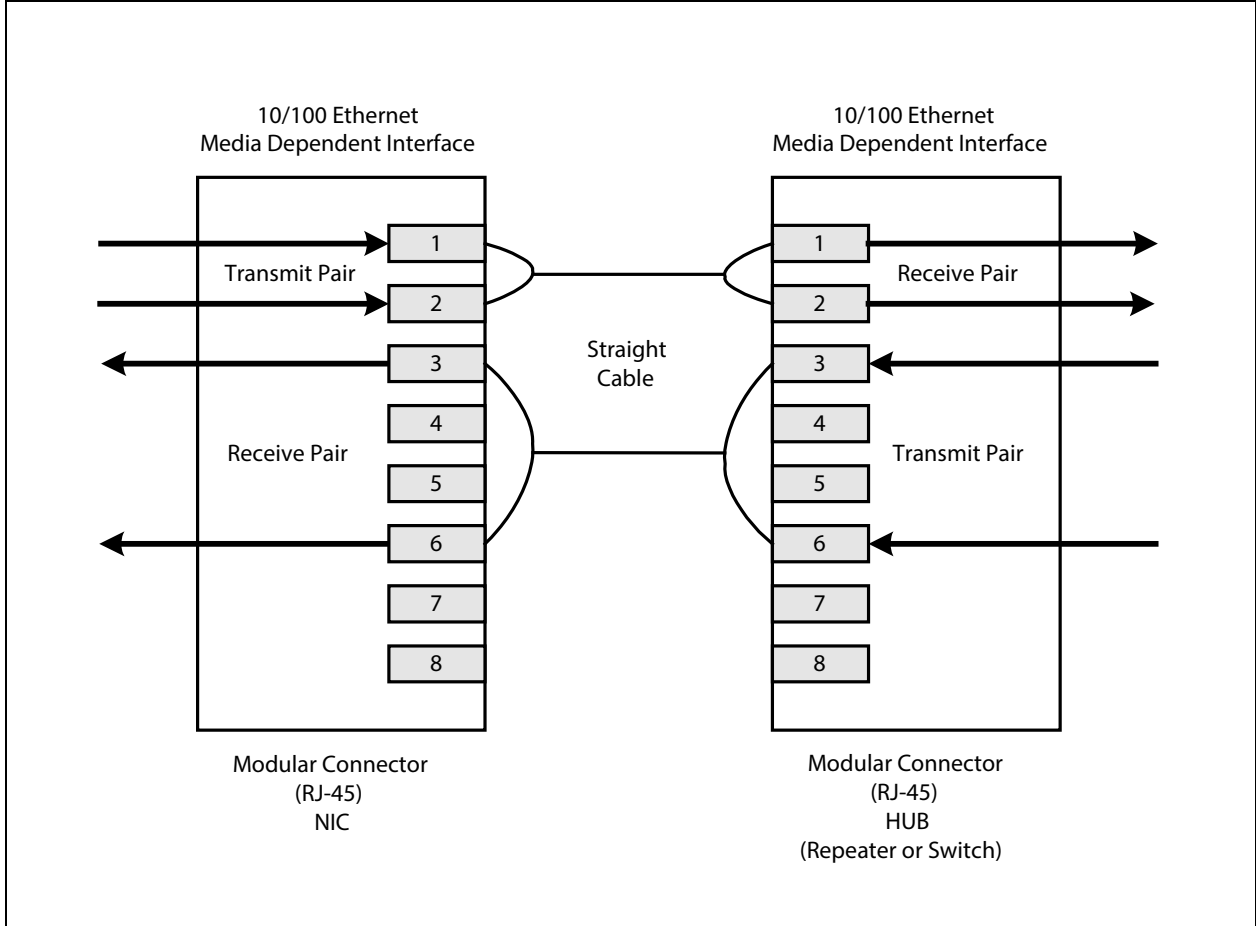 10/100 Ethernet
Media Dependent Interface
10/100 Ethernet
Media Dependent Interface
1
Transmit Pair
2
3
4
Receive Pair
5
6
7
8
Straight
Cable
1
Receive Pair
2
3
4
Transmit Pair
5
6
7
8
Modular Connector
(RJ-45)
NIC
Modular Connector
(RJ-45)
HUB
(Repeater or Switch)